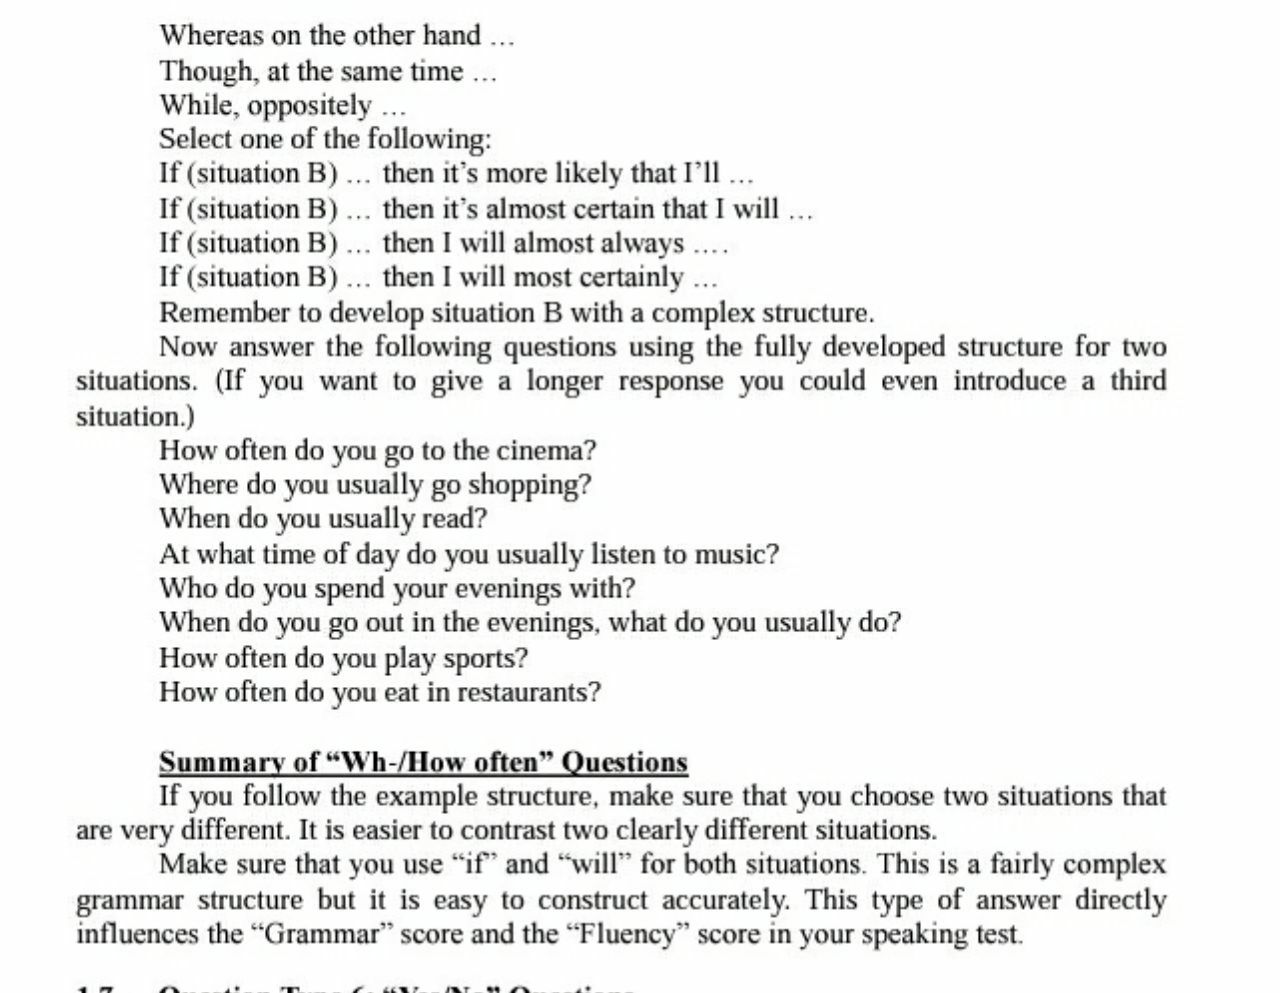 Whereas on the other hand …
Though, at the same time …
While, oppositely …
Select one of the following:
If (situation B) … then it’s more likely that I’ll …
If (situation B) … then it’s almost certain that I will …
If (situation B) … then I will almost always ….
If (situation B) … then I will most certainly …
Remember to develop situation B with a complex structure.
Now answer the following questions using the fully developed structure for two
situations. (If you want to give a longer response you could even introduce a third
situation.)
How often do you go to the cinema?
Where do you usually go shopping?
When do you usually read?
At what time of day do you usually listen to music?
Who do you spend your evenings with?
When do you go out in the evenings, what do you usually do?
How often do you play sports?
How often do you eat in restaurants?
Summary of “Wh-/How often” Questions
If you follow the example structure, make sure that you choose two situations that
are very different. It is easier to contrast two clearly different situations.
Make sure that you use “if” and “will” for both situations. This is a fairly complex
grammar structure but it is easy to construct accurately. This type of answer directly
influences the “Grammar” score and the “Fluency” score in your speaking test.
1.7 Question Type 6: “Yes/No” Questions